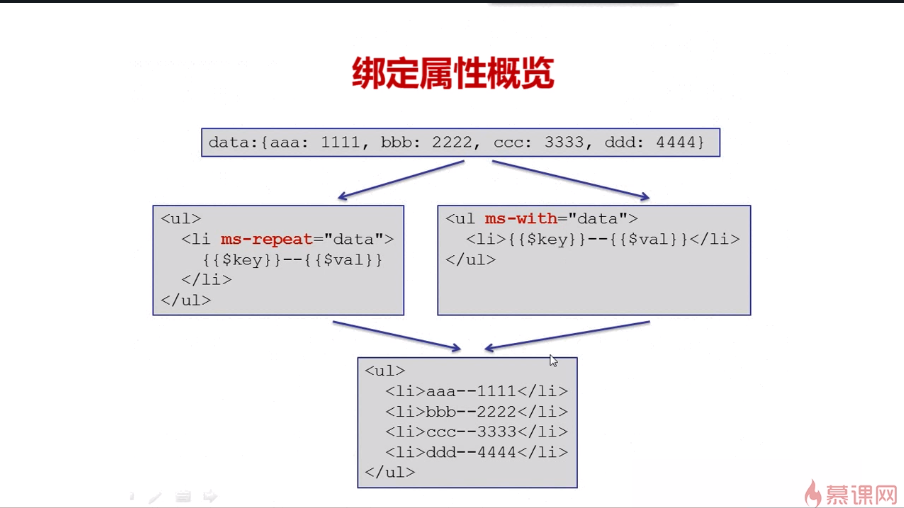 绑定属性概览
data:{aaa: 1111, bbb: 2222, ccc: 3333, ddd: 4444}
<ul>
<li ms-repeat="data">
{{$key}}--{{$val}}
</li>
</ul>
<ul ms-with="data">
<li>{{$key}}--{{$val}}</li>
</ul>
<ul>
<li>aaa--1111</li>
<li>bbb--2222</li>
<li>ccc--3333</li>
<li>ddd--4444</li>
</ul>
慕课网